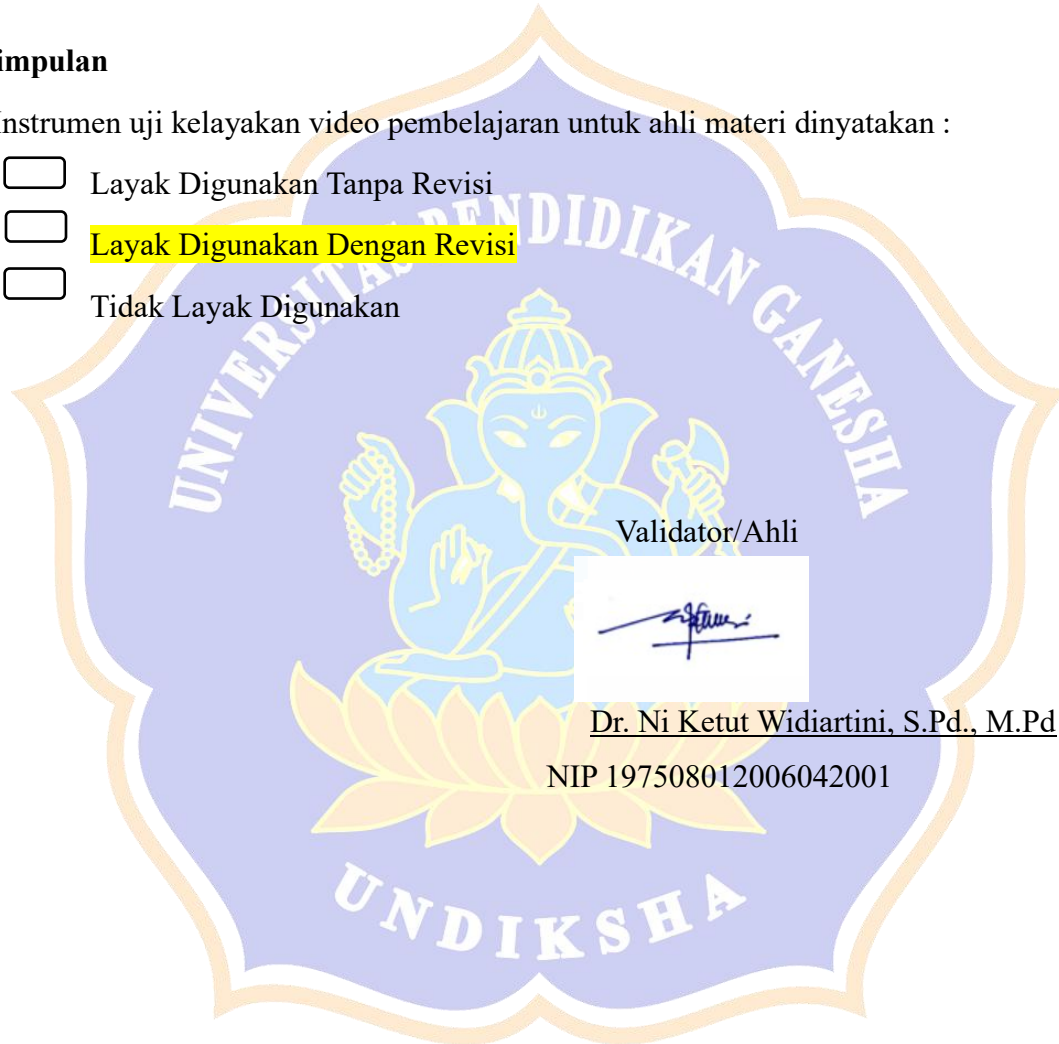 impulan
Instrumen uji kelayakan video pembelajaran untuk ahli materi dinyatakan :
Layak Digunakan Tanpa Revisi
Layak Digunakan Dengan Revisi
Tidak Layak Digunakan
UNIVERSITAS PENDIDIKAN GANESHA
Validator/Ahli
Dr. Ni Ketut Widiartini, S.Pd., M.Pd
NIP 197508012006042001
UNDIKSHA